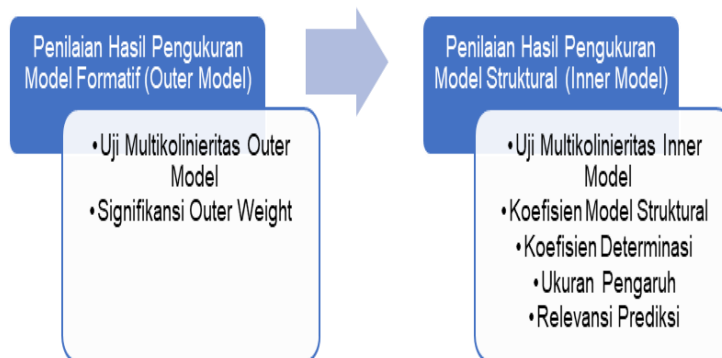 Penilaian Hasil Pengukuran
Model Formatif (Outer Model)
•Uji Multikolinieritas Outer
Model
•Signifikansi Outer Weight
Penilaian Hasil Pengukuran
Model Struktural (Inner Model)
•Uji Multikolinieritas Inner
Model
•Koefisien Model Struktural
•Koefisien Determinasi
•Ukuran Pengaruh
•Relevansi Prediksi